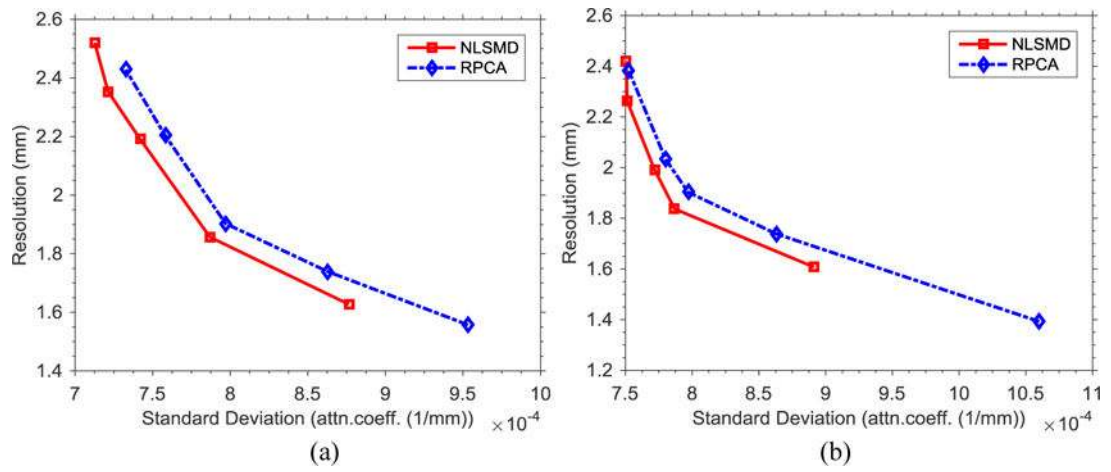 2.6
2.4
2.2
2
1.8
1.6
1.4
Resolution (mm)
NLSMD
RPCA
7 7.5 8 8.5 9 9.5 10
Standard Deviation (attn.coeff. (1/mm)) ×10-4
(a)
2.6
2.4
2.2
2
1.8
1.6
1.4
1.2
Resolution (mm)
NLSMD
RPCA
7.5 8 8.5 9 9.5 10 10.5 11
Standard Deviation (attn.coeff. (1/mm)) ×10-4
(b)